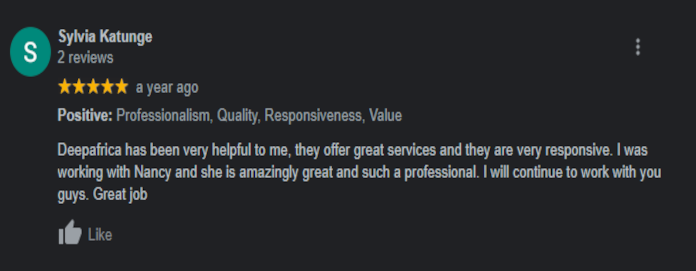 S
Sylvia Katunge
2 reviews
a year ago
Positive: Professionalism, Quality, Responsiveness, Value
Deepafrica has been very helpful to me, they offer great services and they are very responsive. I was
working with Nancy and she is amazingly great and such a professional. I will continue to work with you
guys. Great job
Like